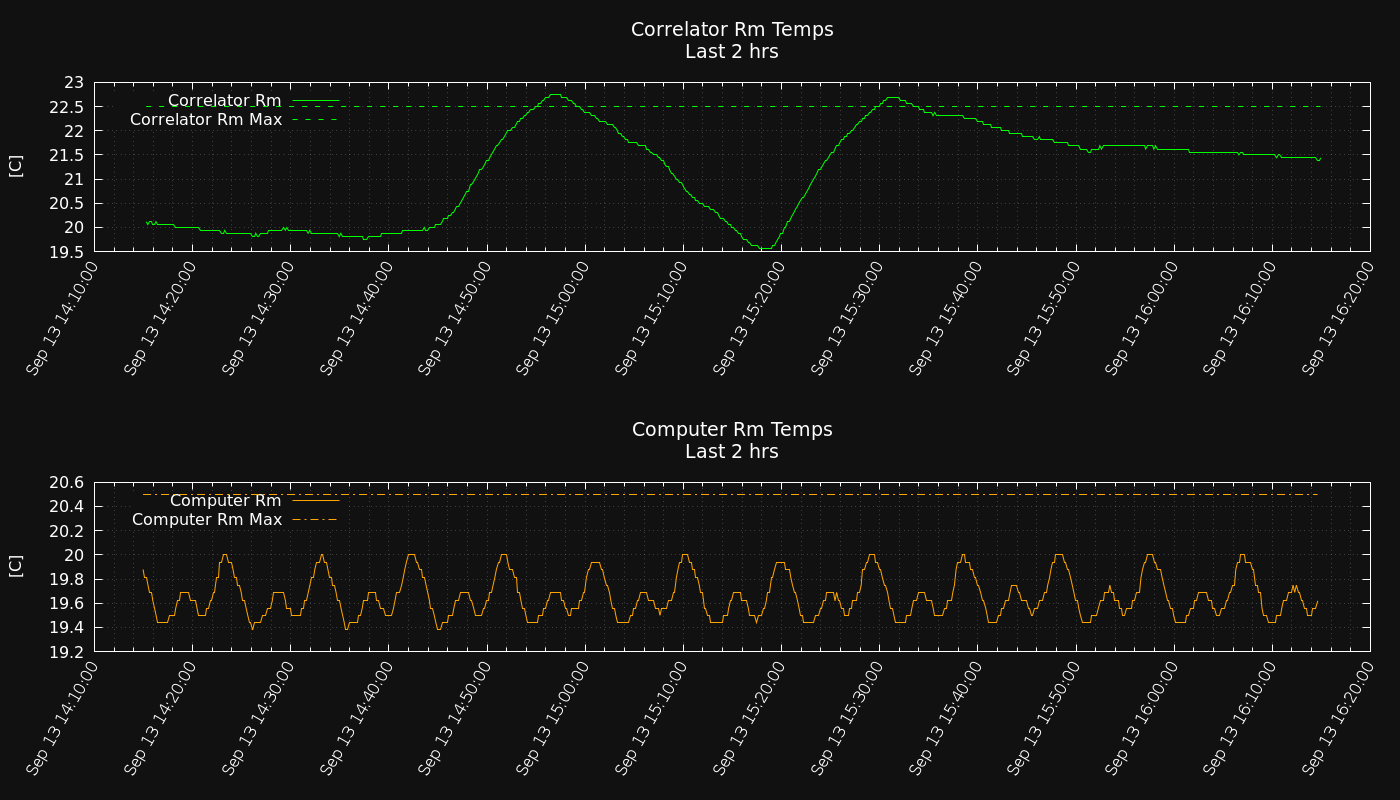 Correlator Rm Temps
Last 2 hrs
[C]
23
22.5
22
21.5
21
20.5
20
19.5
Correlator Rm
Correlator Rm Max
Sep 13 14:10:00
Sep 13 14:20:00
Sep 13 14:30:00
Sep 13 14:40:00
Sep 13 14:50:00
Sep 13 15:00:00
Sep 13 15:10:00
Sep 13 15:20:00
Sep 13 15:30:00
Sep 13 15:40:00
Sep 13 15:50:00
Sep 13 16:00:00
Sep 13 16:10:00
Sep 13 16:20:00
Computer Rm Temps
Last 2 hrs
[C]
20.6
20.4
20.2
20
19.8
19.6
19.4
19.2
Computer Rm
Computer Rm Max
Sep 13 14:10:00
Sep 13 14:20:00
Sep 13 14:30:00
Sep 13 14:40:00
Sep 13 14:50:00
Sep 13 15:00:00
Sep 13 15:10:00
Sep 13 15:20:00
Sep 13 15:30:00
Sep 13 15:40:00
Sep 13 15:50:00
Sep 13 16:00:00
Sep 13 16:10:00
Sep 13 16:20:00